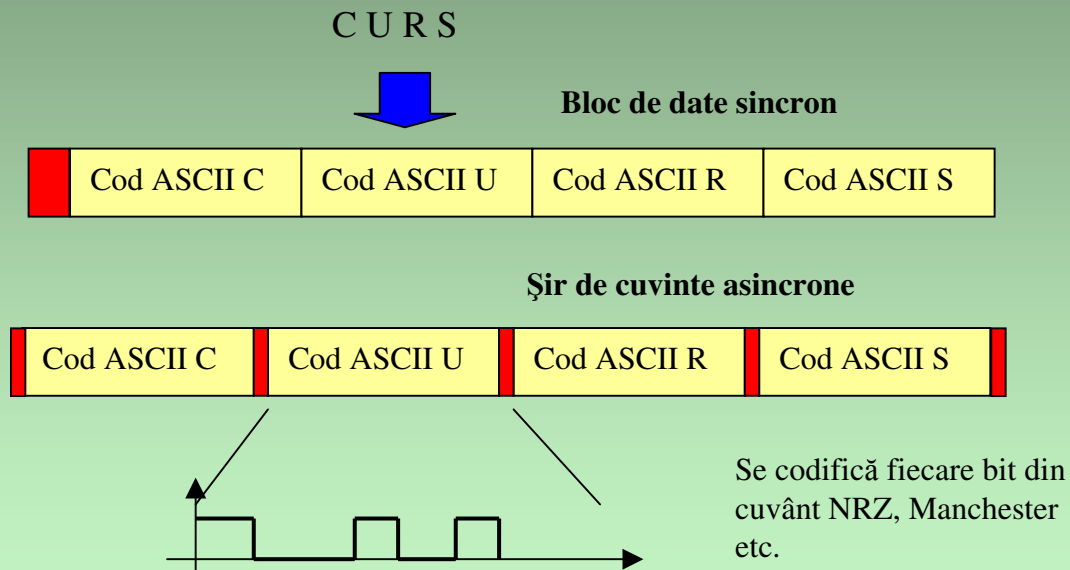 C U R S
Bloc de date sincron
Cod ASCII C Cod ASCII U Cod ASCII R Cod ASCII S
Şir de cuvinte asincrone
Cod ASCII C Cod ASCII U Cod ASCII R Cod ASCII S
Se codifică fiecare bit din
cuvânt NRZ, Manchester
etc.